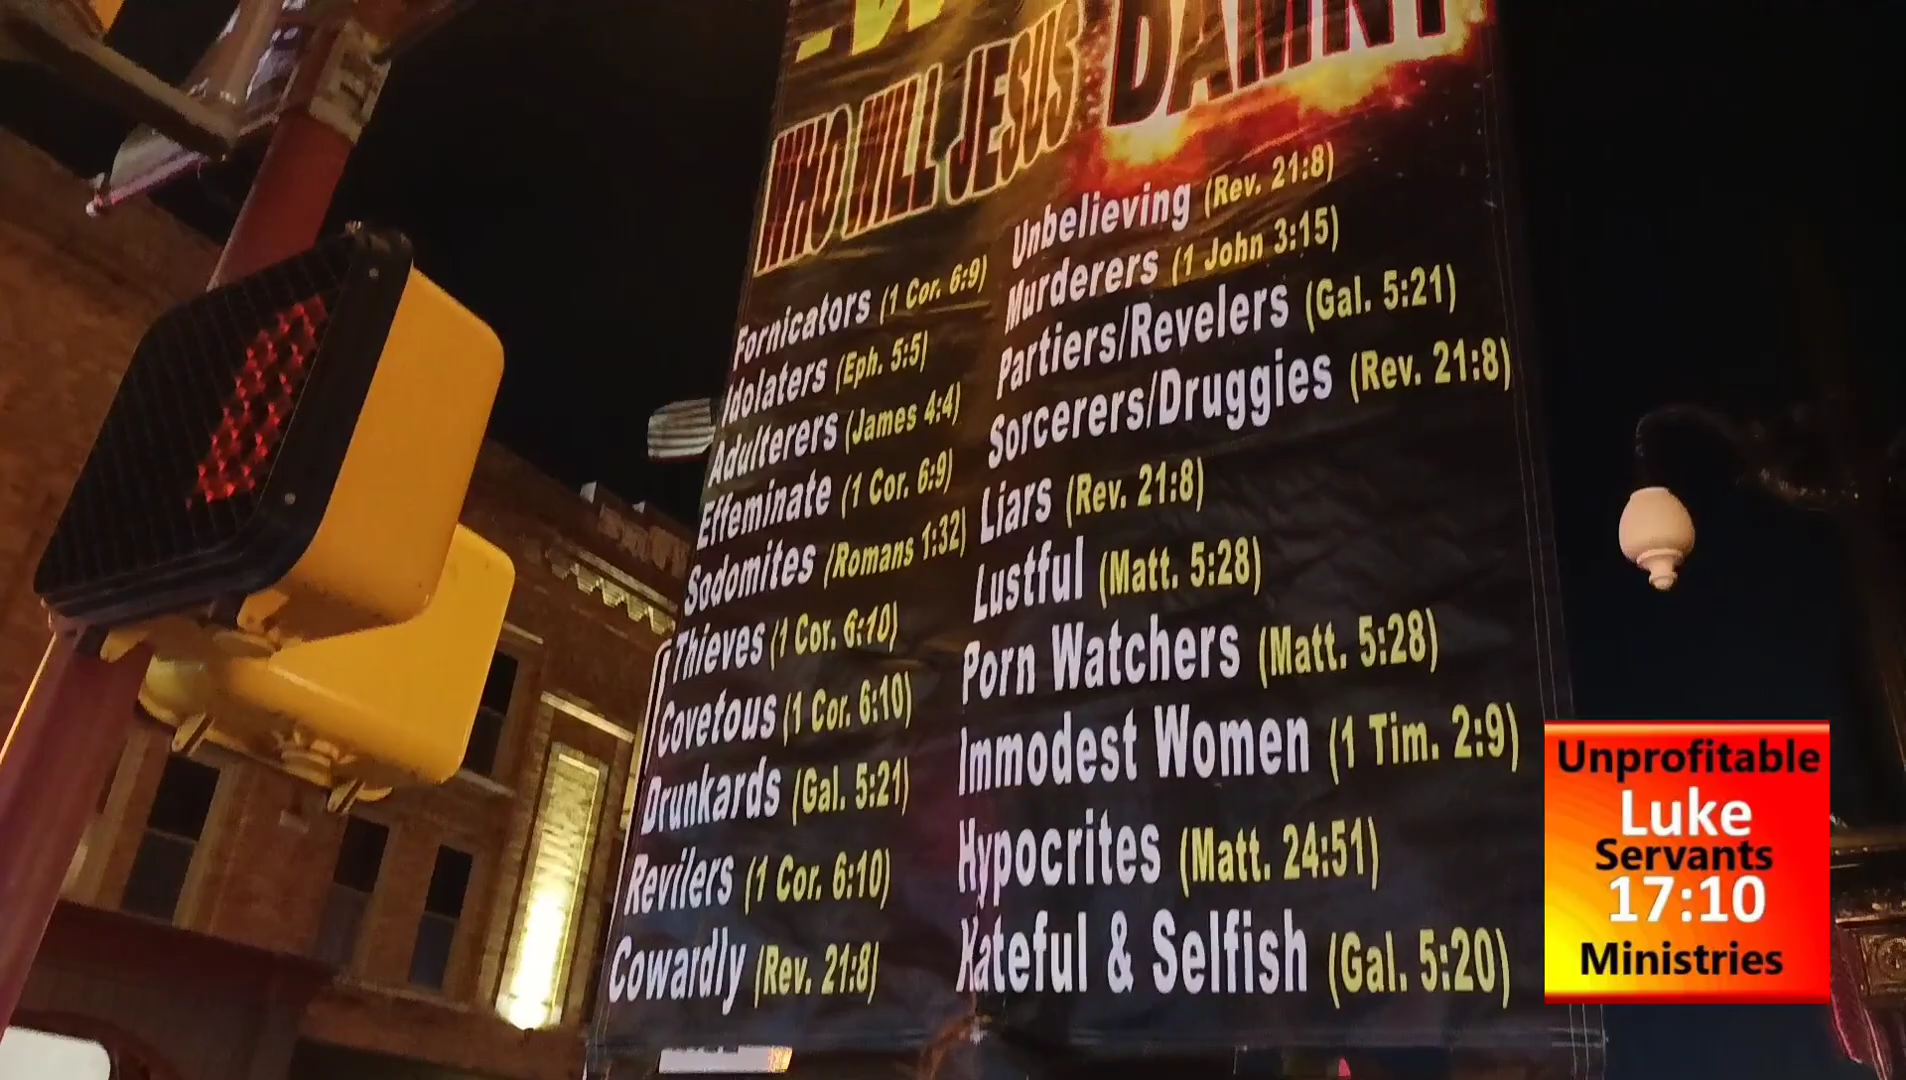 WHO WILL JESUS DAMN?
Fornicators (1 Cor. 6:9)
Idolaters (Eph. 5:5)
Adulterers (James 4:4)
Effeminate (1 Cor. 6:9)
Sodomites (Romans 1:32)
Thieves (1 Cor. 6:10)
Covetous (1 Cor. 6:10)
Drunkards (Gal. 5:21)
Revilers (1 Cor. 6:10)
Cowardly (Rev. 21:8)
Unbelieving (Rev. 21:8)
Murderers (1 John 3:15)
Partiers/Revelers (Gal. 5:21)
Sorcerers/Druggies (Rev. 21:8)
Liars (Rev. 21:8)
Lustful (Matt. 5:28)
Porn Watchers (Matt. 5:28)
Immodest Women (1 Tim. 2:9)
Hypocrites (Matt. 24:51)
Hateful & Selfish (Gal. 5:20)
Unprofitable
Luke
Servants
17:10
Ministries